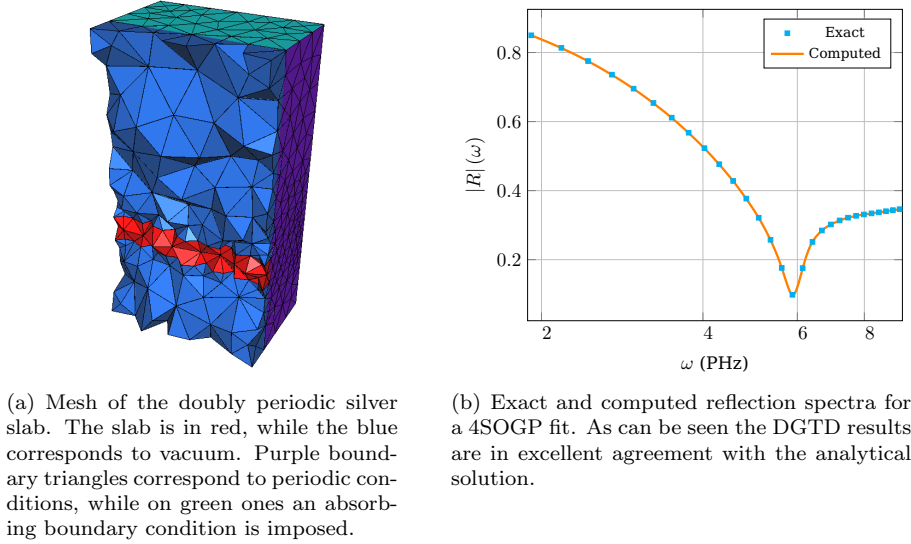 Exact
Computed
0.8
0.6
0.4
0.2
|R|(ω)
2
4
6
8
ω (PHz)
(a) Mesh of the doubly periodic silver
slab. The slab is in red, while the blue
corresponds to vacuum. Purple bound-
ary triangles correspond to periodic con-
ditions, while on green ones an absorb-
ing boundary condition is imposed.
(b) Exact and computed reflection spectra for
a 4SOGP fit. As can be seen the DGTD results
are in excellent agreement with the analytical
solution.